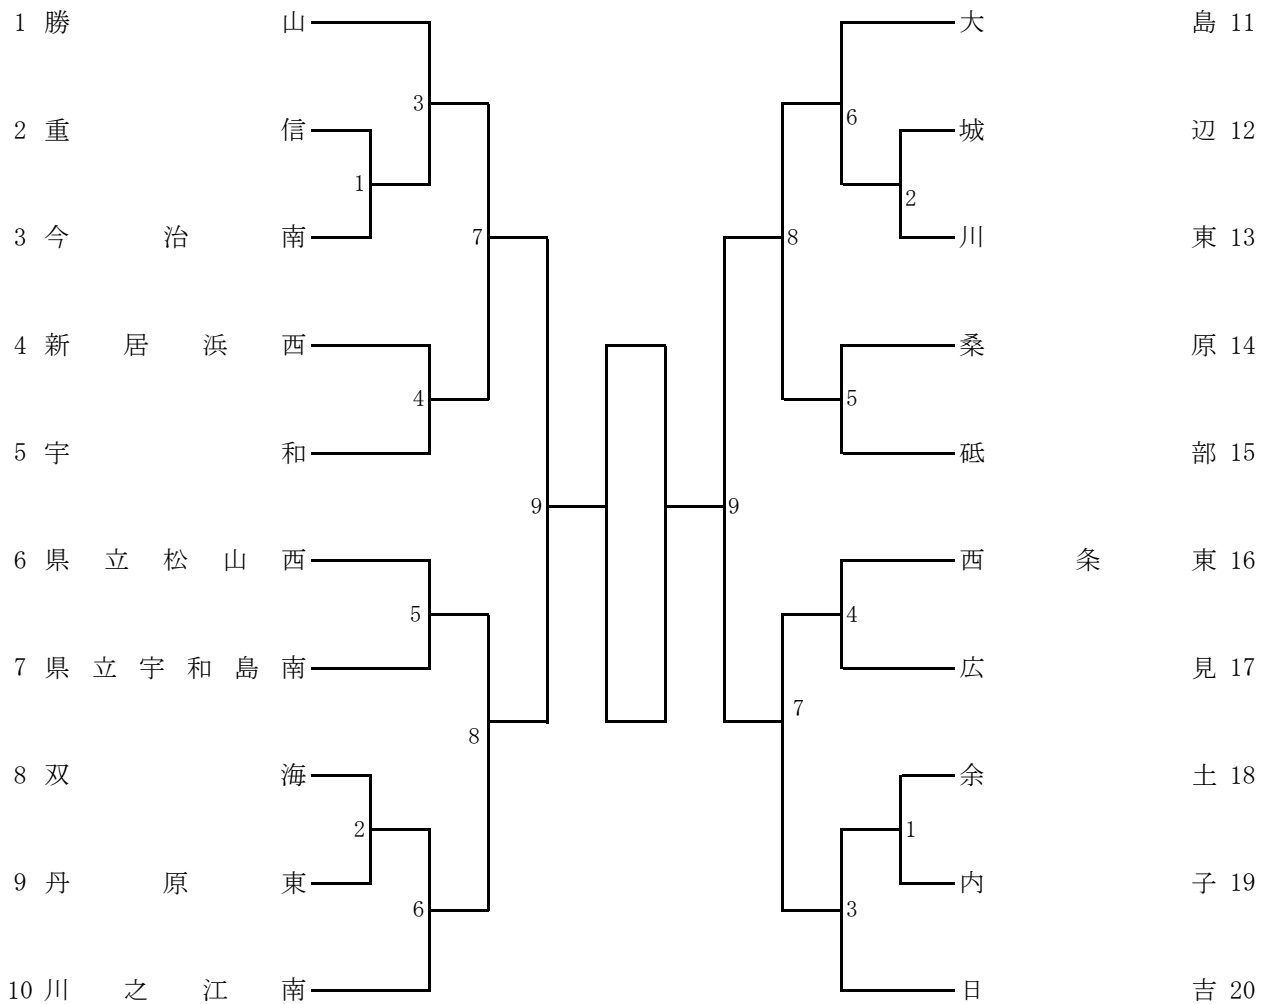 1 勝山
大島 11
3
6
2 重信
城辺 12
1
2
3 今治南
7
8
川東 13
4 新居浜西
桑原 14
4
5
5 宇和
砥部 15
9
9
6 県立松山西
西条東 16
5
4
7 県立宇和島南
広見 17
8
7
8 双海
余土 18
2
1
9 丹原東
内子 19
6
3
10 川之江南
日吉 20